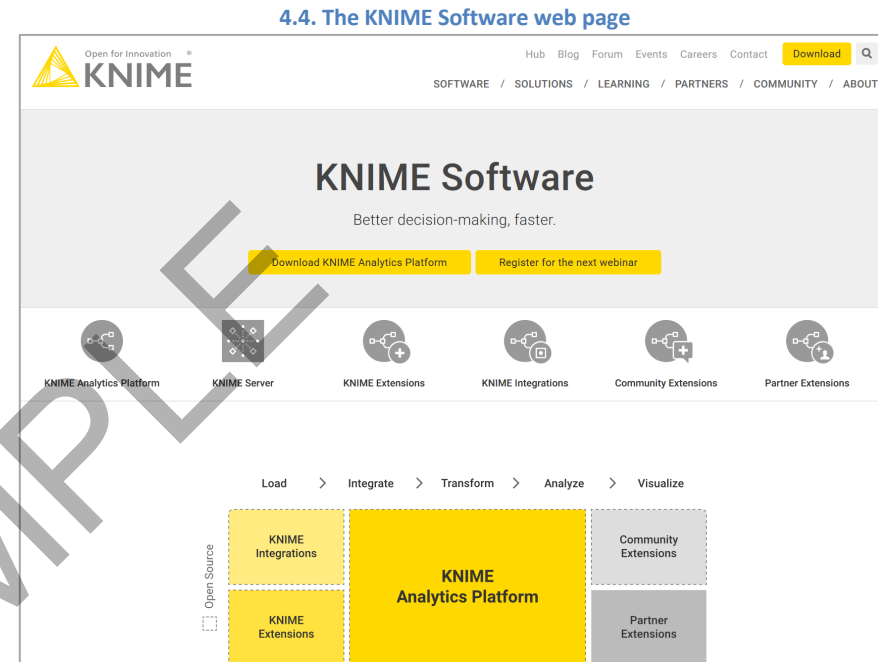 4.4. The KNIME Software web page
Open for Innovation ®
KNIME
Hub Blog Forum Events Careers Contact Download
SOFTWARE / SOLUTIONS / LEARNING / PARTNERS / COMMUNITY / ABOUT
KNIME Software
Better decision-making, faster.
Download KNIME Analytics Platform Register for the next webinar
KNIME Analytics Platform KNIME Server KNIME Extensions KNIME Integrations Community Extensions Partner Extensions
Load > Integrate > Transform > Analyze > Visualize
Open Source
KNIME
Integrations
KNIME
Extensions
KNIME
Analytics Platform
Community
Extensions
Partner
Extensions
MPLE